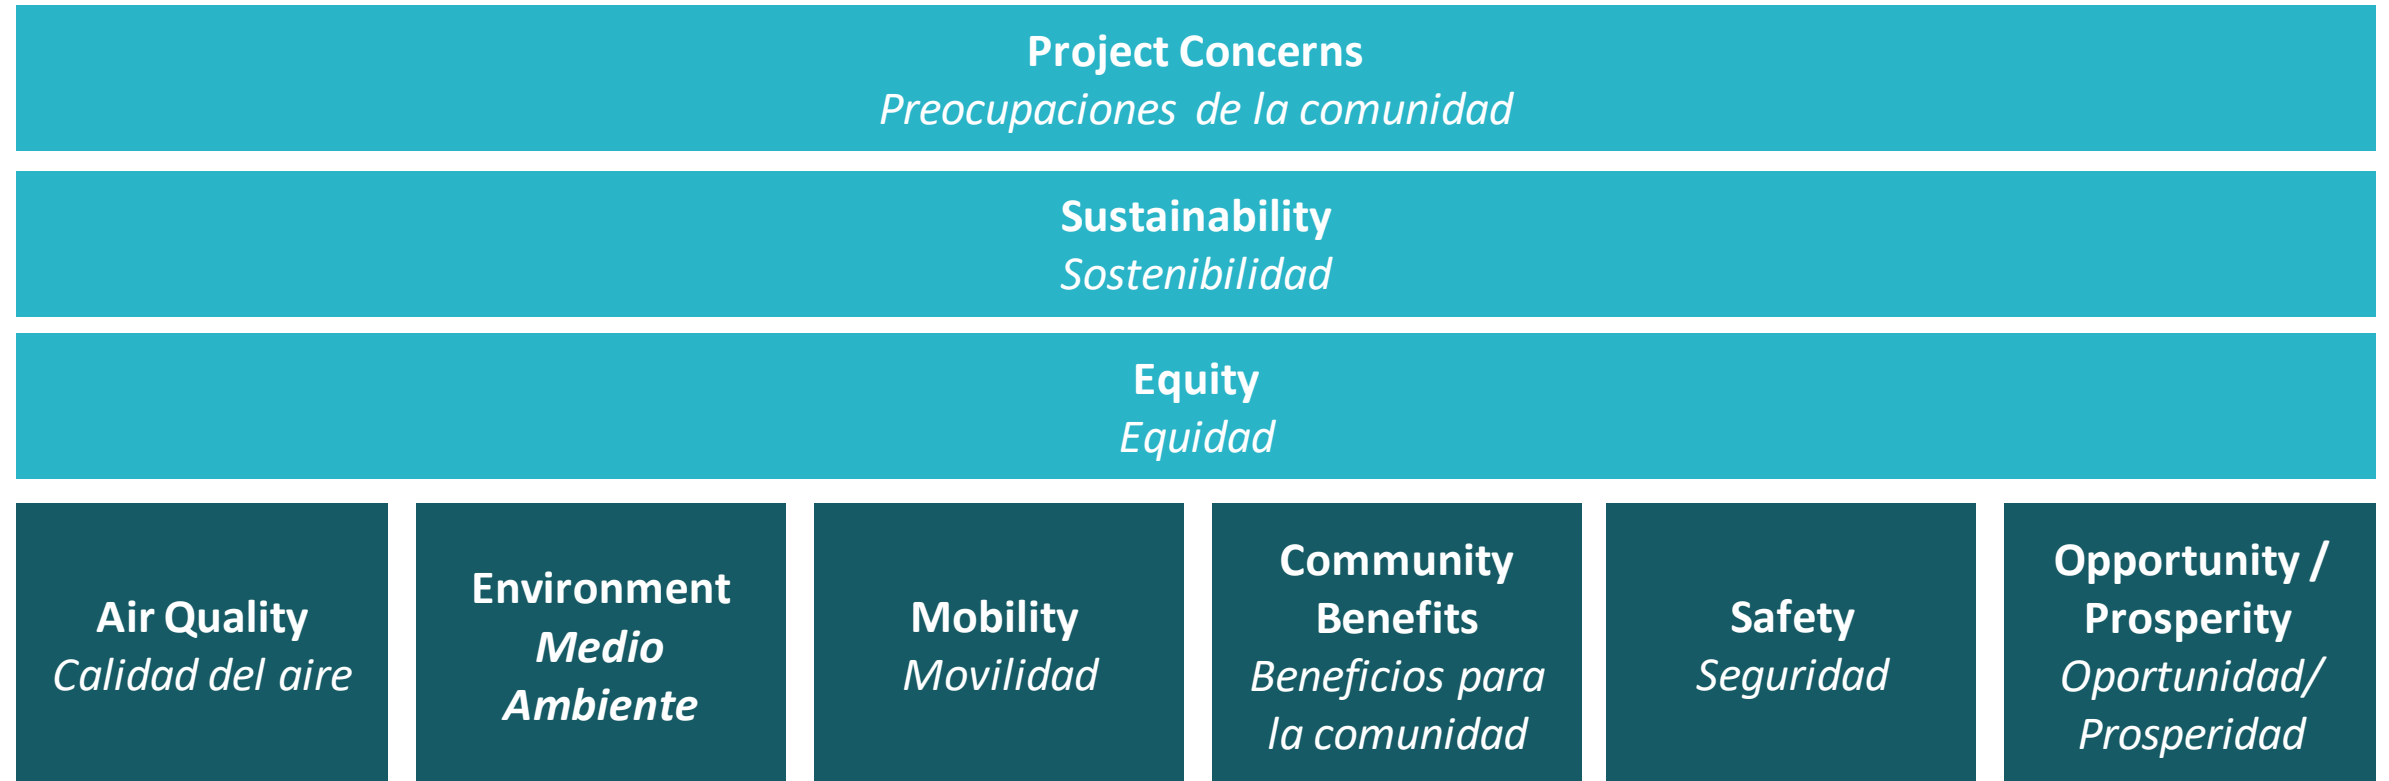 Project Concerns
Preocupaciones de la comunidad
Sustainability
Sostenibilidad
Equity
Equidad
Air Quality
Calidad del aire
Environment
Medio
Ambiente
Mobility
Movilidad
Community
Benefits
Beneficios para
la comunidad
Safety
Seguridad
Opportunity /
Prosperity
Oportunidad/
Prosperidad